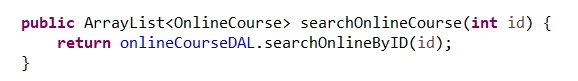 public ArrayList<OnlineCourse> searchOnlineCourse(int id) {
    return onlineCourseDAL.searchOnlineByID(id);
}